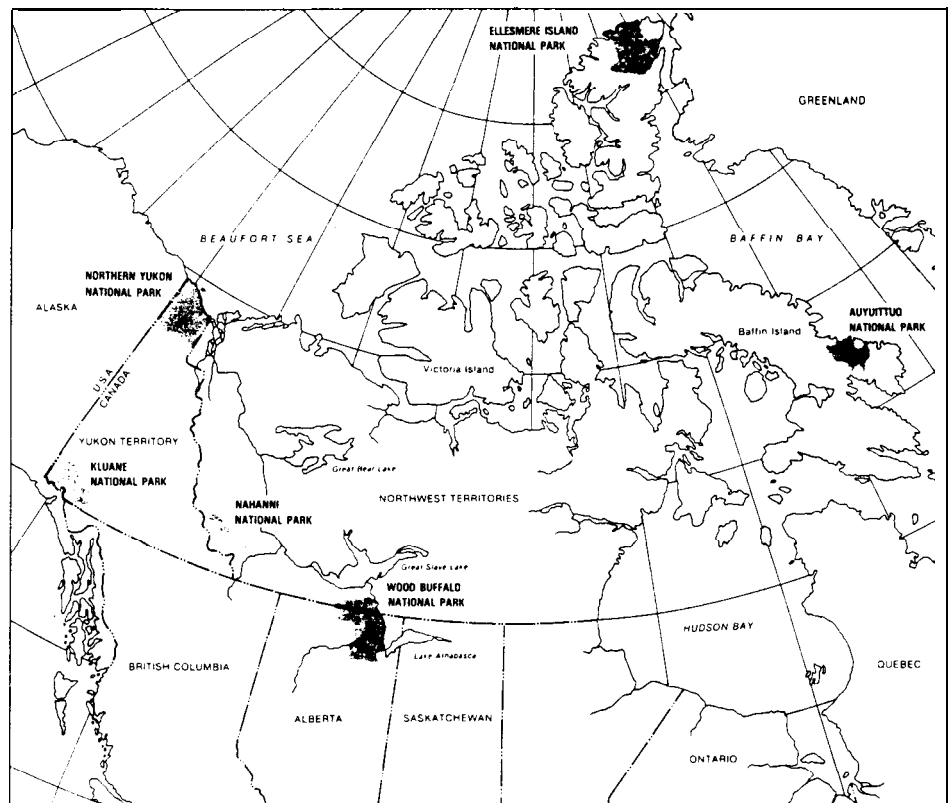 ELLESMERE ISLAND
NATIONAL PARK
GREENLAND
BEAUFORT SEA
BAFFIN BAY
NORTHERN YUKON
NATIONAL PARK
ALASKA
AUYUITTUQ
NATIONAL PARK
Baffin Island
Victoria Island
U.S.A.
CANADA
YUKON TERRITORY
KLUANE
NATIONAL PARK
Great Bear Lake
NORTHWEST TERRITORIES
NAHANNI
NATIONAL PARK
Great Slave Lake
WOOD BUFFALO
NATIONAL PARK
HUDSON BAY
Lake Athabasca
BRITISH COLUMBIA
QUEBEC
ALBERTA
SASKATCHEWAN
ONTARIO